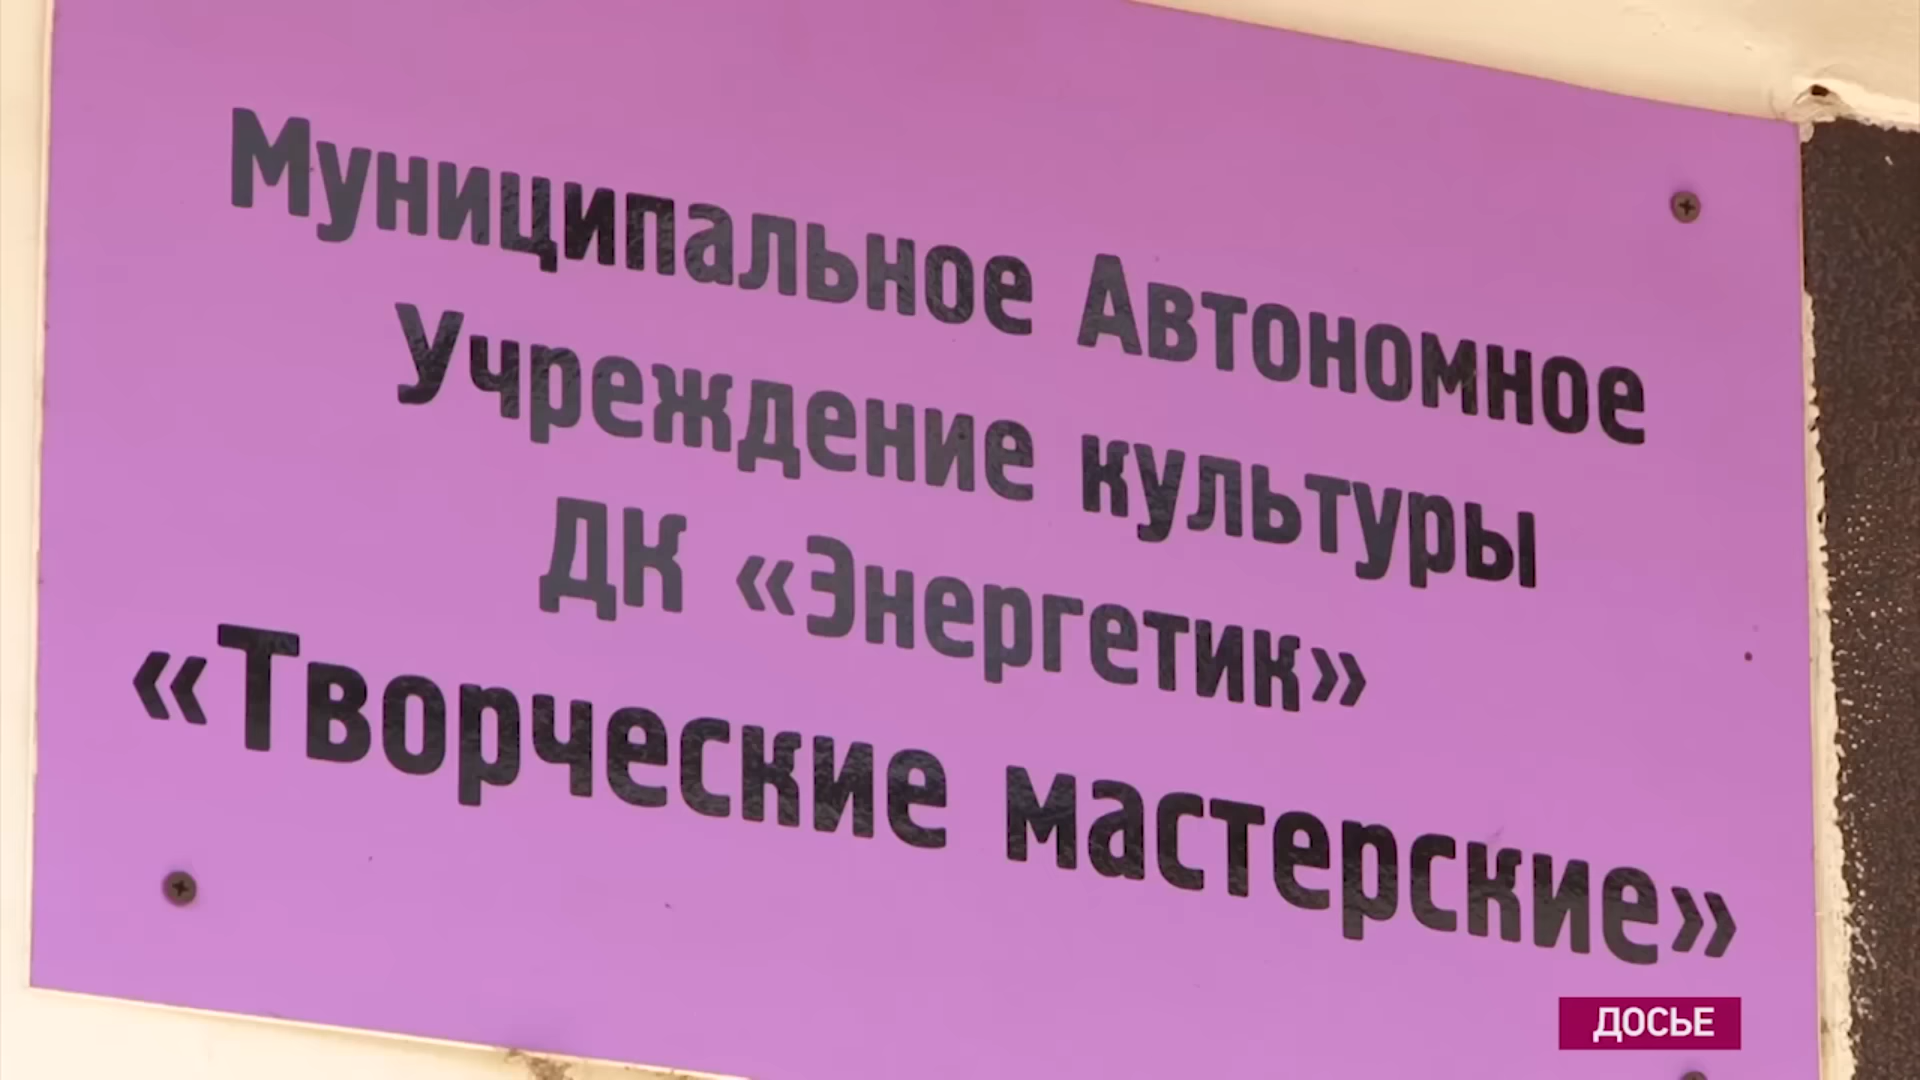 Муниципальное Автономное
Учреждение культуры
ДК «Энергетик»
«Творческие мастерские»
ДОСЬЕ